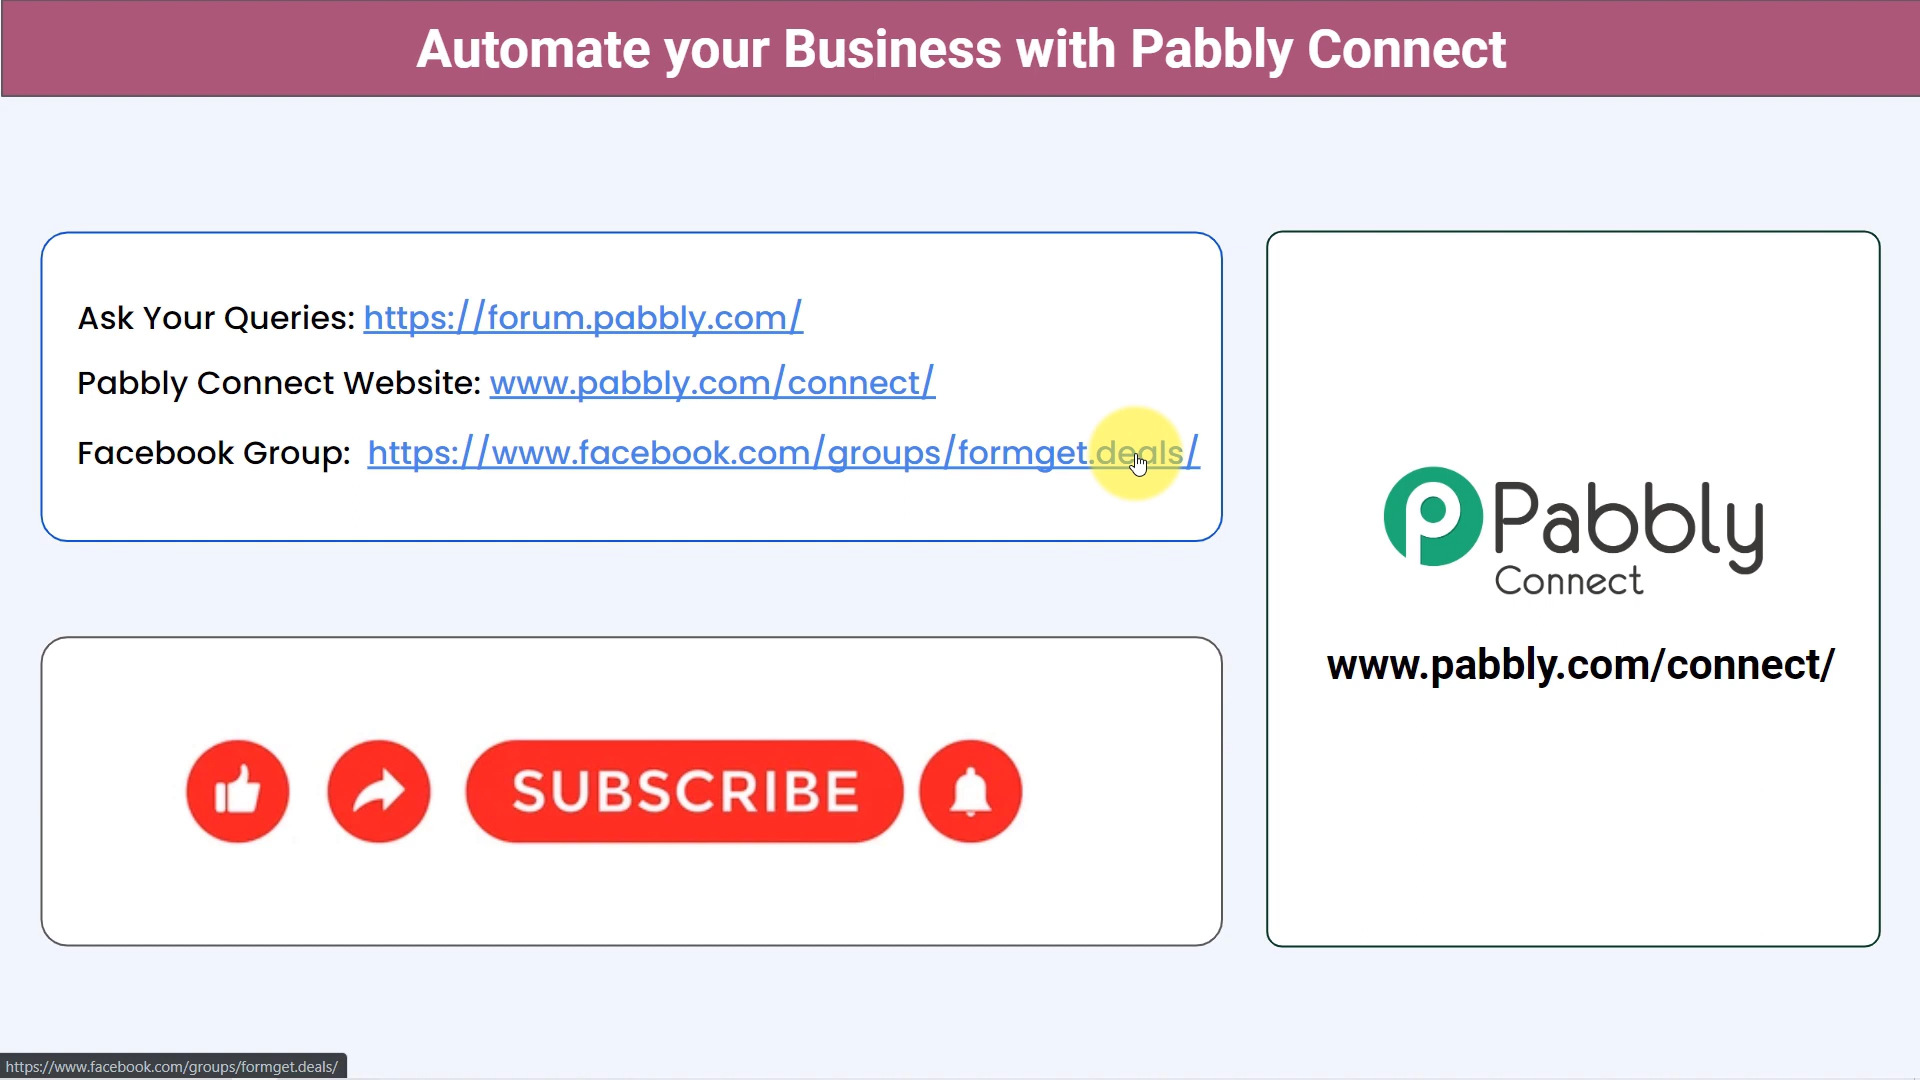 Automate your Business with Pabbly Connect
Ask Your Queries: https://forum.pabbly.com/
Pabbly Connect Website: www.pabbly.com/connect/
Facebook Group: https://www.facebook.com/groups/formget.deals/
Pabbly
Connect
www.pabbly.com/connect/
SUBSCRIBE
https://www.facebook.com/groups/formget.deals/